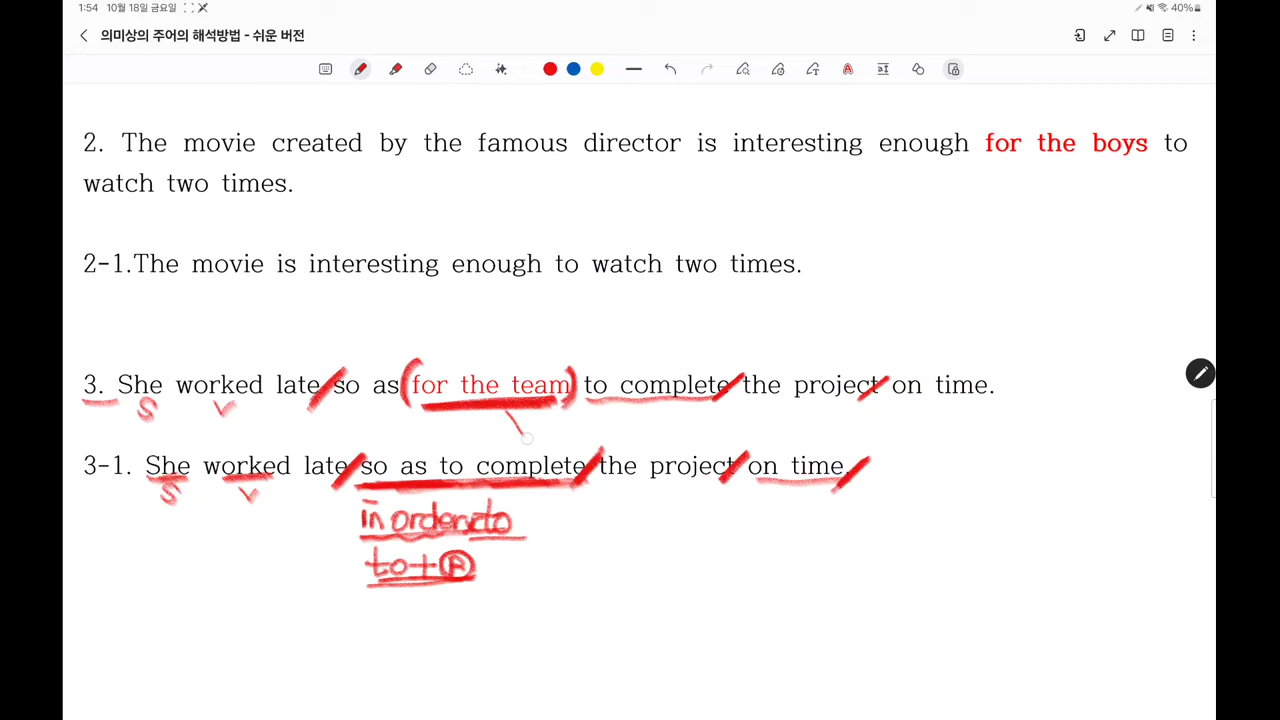 1:54 10월 18일 금요일 40%
의미상의 주어의 해석방법 - 쉬운 버전
2. The movie created by the famous director is interesting enough for the boys to
watch two times.
2-1.The movie is interesting enough to watch two times.
3. She worked late so as (for the team) to complete the project on time.
S V
3-1. She worked late so as to complete the project on time.
S V
in order to
to+Ⓡ